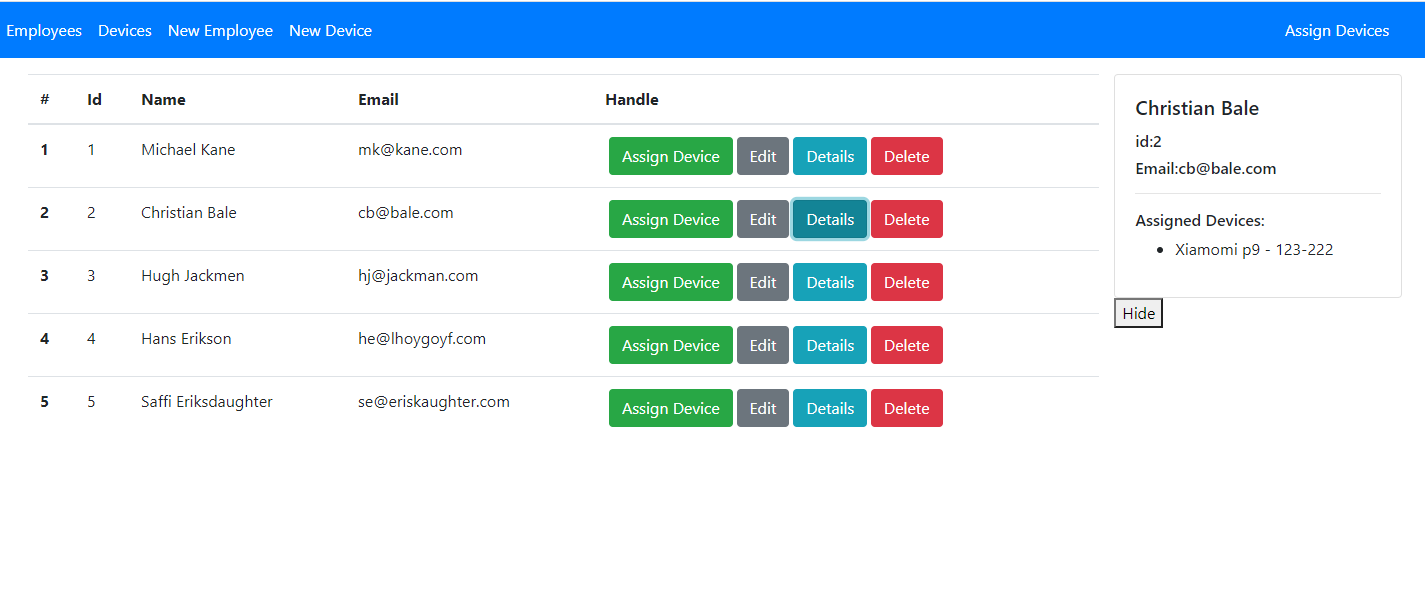 Employees Devices New Employee New Device Assign Devices
# Id Name Email Handle
1 1 Michael Kane mk@kane.com Assign Device Edit Details Delete
2 2 Christian Bale cb@bale.com Assign Device Edit Details Delete
3 3 Hugh Jackmen hj@jackman.com Assign Device Edit Details Delete
4 4 Hans Erikson he@lhoygoyf.com Assign Device Edit Details Delete
5 5 Saffi Eriksdaughter se@eriskaughter.com Assign Device Edit Details Delete
Christian Bale
id:2
Email:cb@bale.com
Assigned Devices:
• Xiamomi p9 - 123-222
Hide